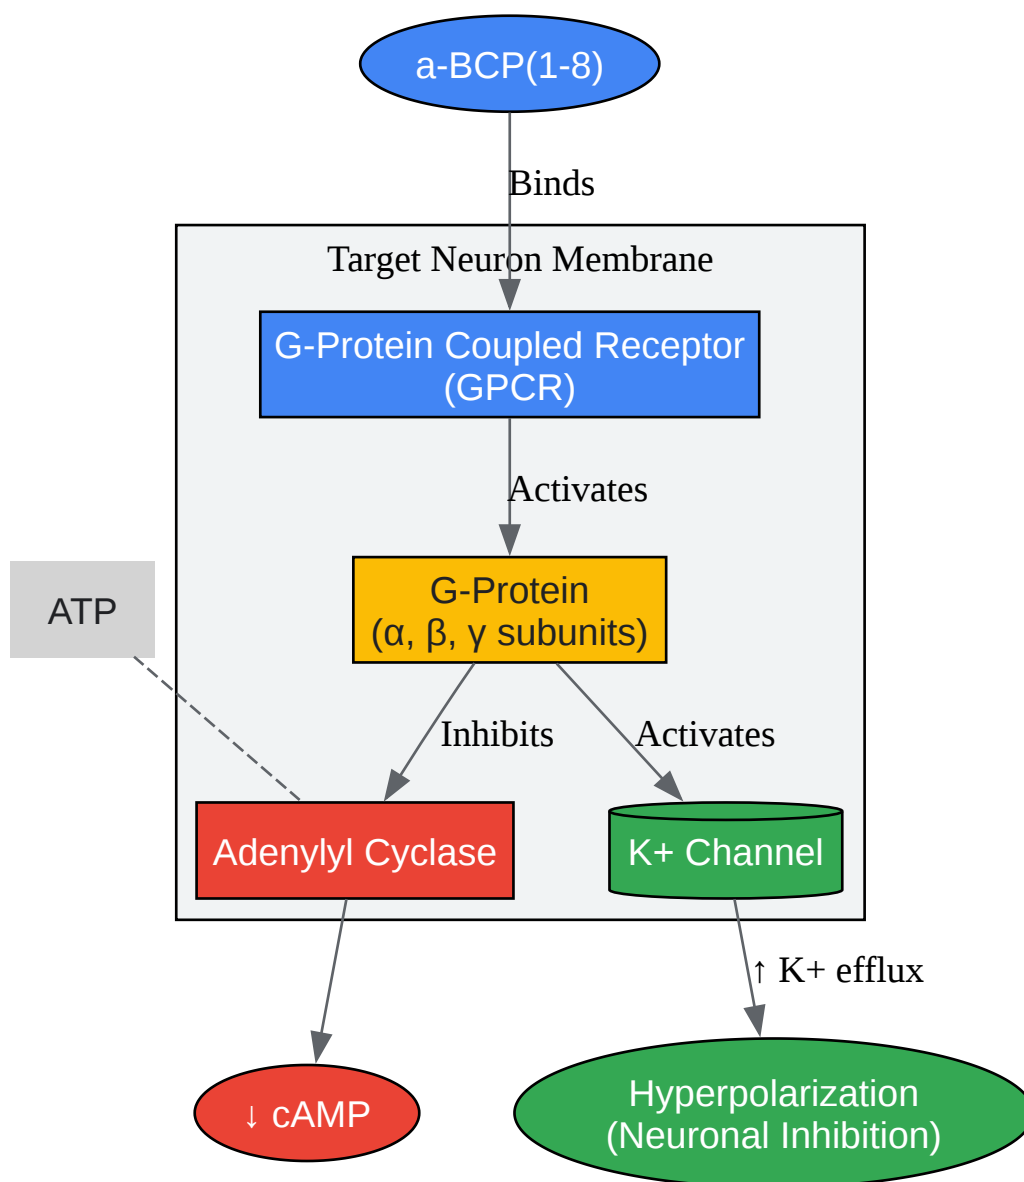 a-BCP(1-8)
Binds
Target Neuron Membrane
G-Protein Coupled Receptor
(GPCR)
Activates
G-Protein
(α, β, γ subunits)
ATP
Inhibits
Activates
Adenylyl Cyclase
K+ Channel
↑ K+ efflux
↓ cAMP
Hyperpolarization
(Neuronal Inhibition)